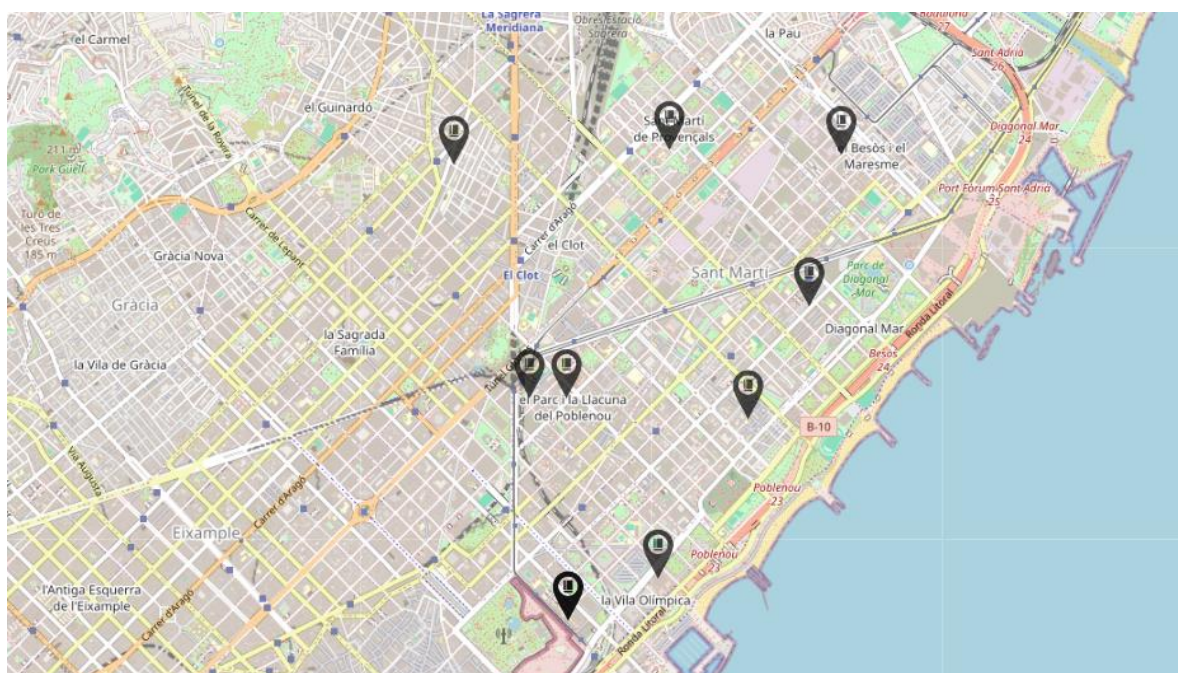 La Sagrera
Meridiana
Obres Estació
Sagrera
el Carmel
la Pau
Badalona
27
Sant Adrià
26
Túnel de la Rovira
el Guinardó
Sant Martí
de Provençals
Diagonal Mar
24
211 m
Park Güell
l Besòs i el
Maresme
Port Fòrum Sant Adrià
25
Turó de
les Tres
Creus
185 m
Carrer de Lepant
Carrer d'Aragó
el Clot
Gràcia Nova
El Clot
Sant Martí
Parc de
Diagonal
Mar
Gràcia
Ronda Litoral
la Sagrada
Família
Diagonal Mar
la Vila de Gràcia
Besòs
24
el Parc i la Llacuna
del Poblenou
B-10
Via Augusta
Carrer d'Aragó
Poblenou
23
Eixample
Poblenou
23
l'Antiga Esquerra
de l'Eixample
la Vila Olímpica
Carrer d'Aragó
Ronda Litoral